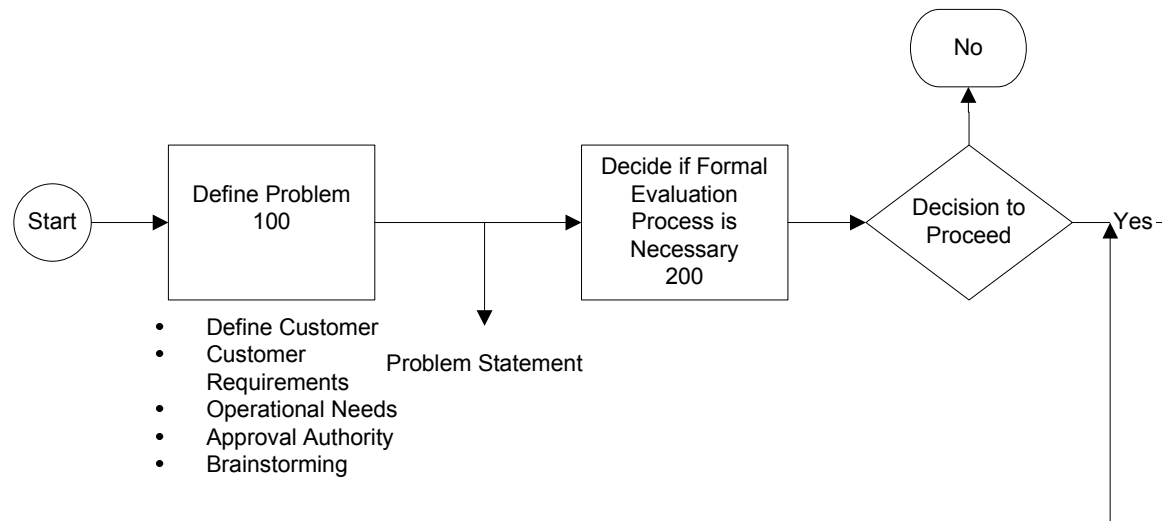 No
Start
Define Problem
100
Decide if Formal
Evaluation
Process is
Necessary
200
Decision to
Proceed
Yes
• Define Customer
• Customer
Requirements
• Operational Needs
• Approval Authority
• Brainstorming
Problem Statement